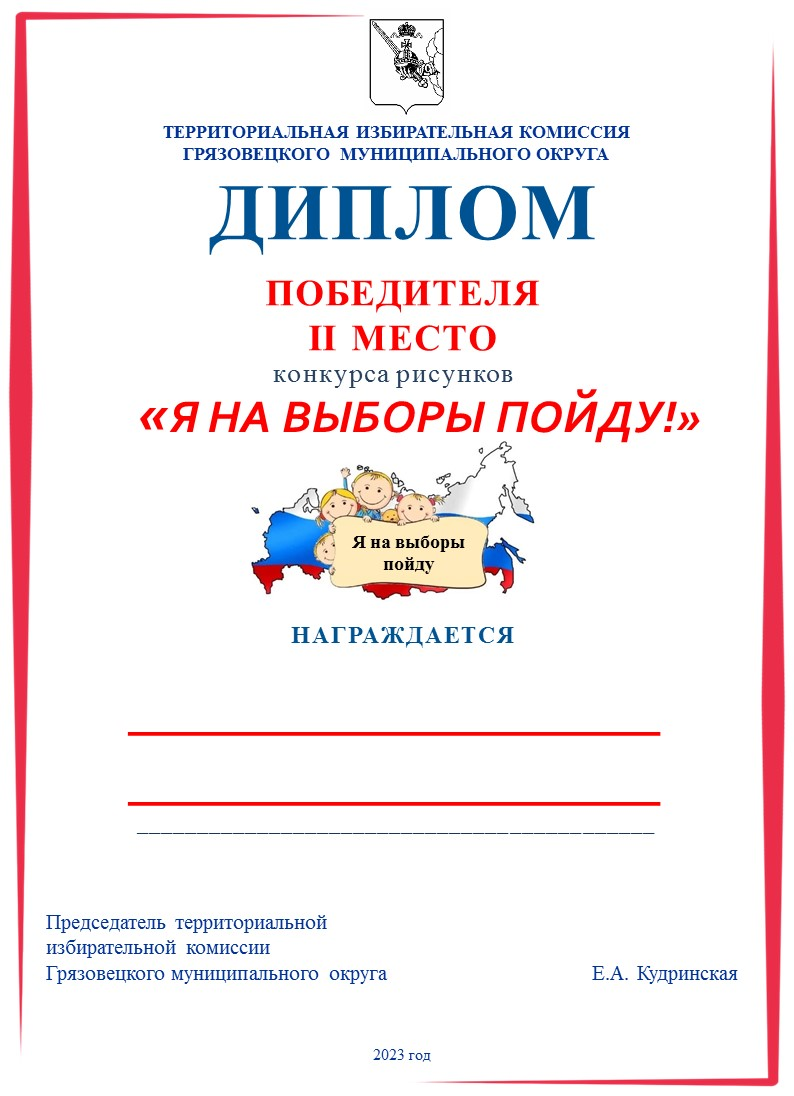 ТЕРРИТОРИАЛЬНАЯ ИЗБИРАТЕЛЬНАЯ КОМИССИЯ
ГРЯЗОВЕЦКОГО МУНИЦИПАЛЬНОГО ОКРУГА
ДИПЛОМ
ПОБЕДИТЕЛЯ
II МЕСТО
конкурса рисунков
«Я НА ВЫБОРЫ ПОЙДУ!»
Я на выборы
пойду
НАГРАЖДАЕТСЯ
Председатель территориальной
избирательной комиссии
Грязовецкого муниципального округа Е.А. Кудринская
2023 год